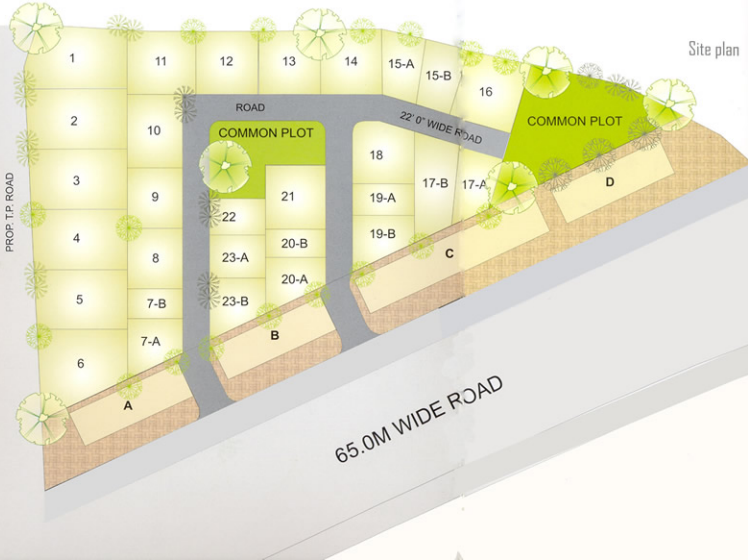 Site plan
1
11
12
13
14
15-A
15-B
16
2
10
ROAD
22' 0" WIDE ROAD
COMMON PLOT
COMMON PLOT
3
9
21
18
17-B
17-A
D
4
22
19-A
8
23-A
20-B
19-B
C
5
7-B
23-B
20-A
6
7-A
B
A
PROP. T.P. ROAD
65.0M WIDE ROAD